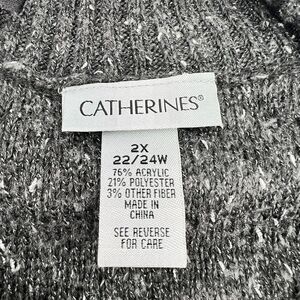 CATHERINES®
2X
22/24W
76% ACRYLIC
21% POLYESTER
3% OTHER FIBER
MADE IN
CHINA
SEE REVERSE
FOR CARE